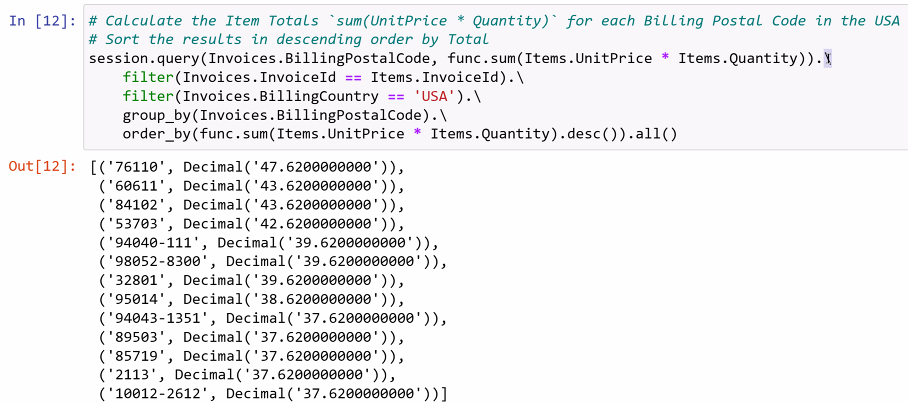 In [12]: # Calculate the Item Totals `sum(UnitPrice * Quantity)` for each Billing Postal Code in the USA
# Sort the results in descending order by Total
session.query(Invoices.BillingPostalCode, func.sum(Items.UnitPrice * Items.Quantity)).\
    filter(Invoices.InvoiceId == Items.InvoiceId).\
    filter(Invoices.BillingCountry == 'USA').\
    group_by(Invoices.BillingPostalCode).\
    order_by(func.sum(Items.UnitPrice * Items.Quantity).desc()).all()
Out[12]: [('76110', Decimal('47.6200000000')),
 ('60611', Decimal('43.6200000000')),
 ('84102', Decimal('43.6200000000')),
 ('53703', Decimal('42.6200000000')),
 ('94040-111', Decimal('39.6200000000')),
 ('98052-8300', Decimal('39.6200000000')),
 ('32801', Decimal('39.6200000000')),
 ('95014', Decimal('38.6200000000')),
 ('94043-1351', Decimal('37.6200000000')),
 ('89503', Decimal('37.6200000000')),
 ('85719', Decimal('37.6200000000')),
 ('2113', Decimal('37.6200000000')),
 ('10012-2612', Decimal('37.6200000000'))]